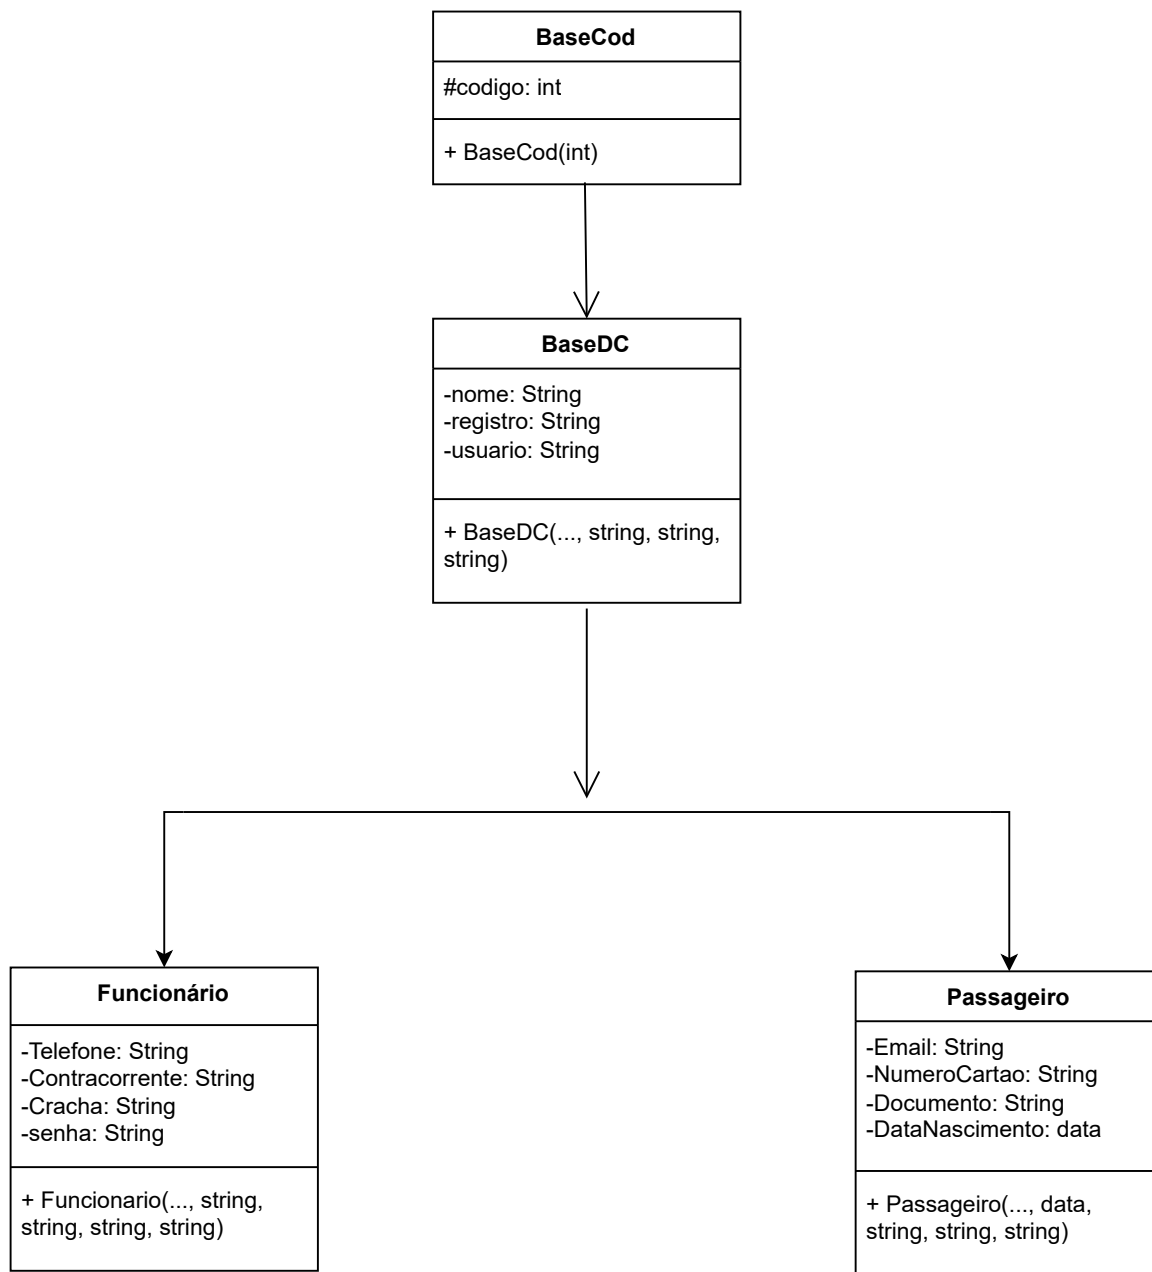 BaseCod
#codigo: int
+ BaseCod(int)
BaseDC
-nome: String
-registro: String
-usuario: String
+ BaseDC(..., string, string,
string)
Funcionário
-Telefone: String
-Contracorrente: String
-Cracha: String
-senha: String
+ Funcionario(..., string,
string, string, string)
Passageiro
-Email: String
-NumeroCartao: String
-Documento: String
-DataNascimento: data
+ Passageiro(..., data,
string, string, string)